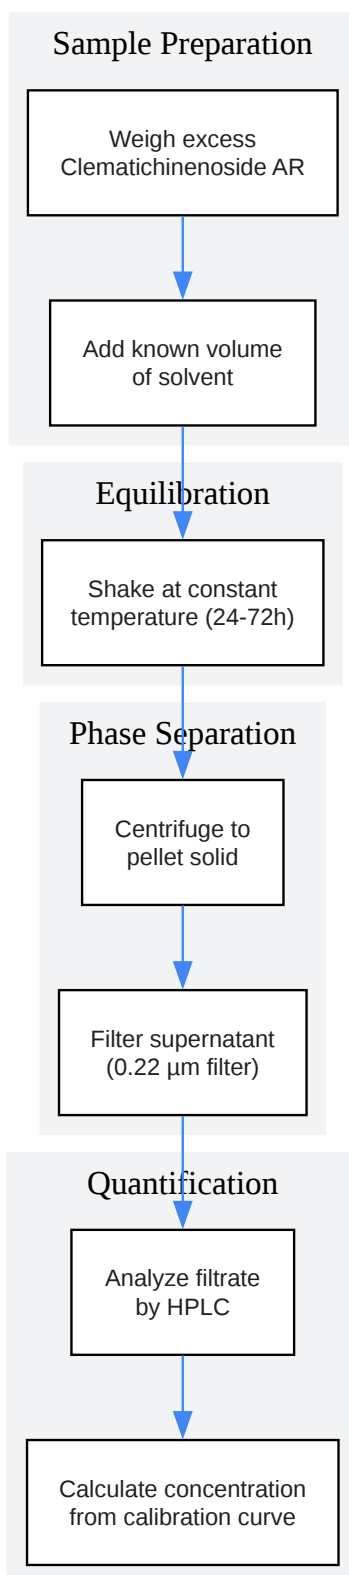 Sample Preparation
Weigh excess
Clematichinenoside AR
Add known volume
of solvent
Equilibration
Shake at constant
temperature (24-72h)
Phase Separation
Centrifuge to
pellet solid
Filter supernatant
(0.22 µm filter)
Quantification
Analyze filtrate
by HPLC
Calculate concentration
from calibration curve